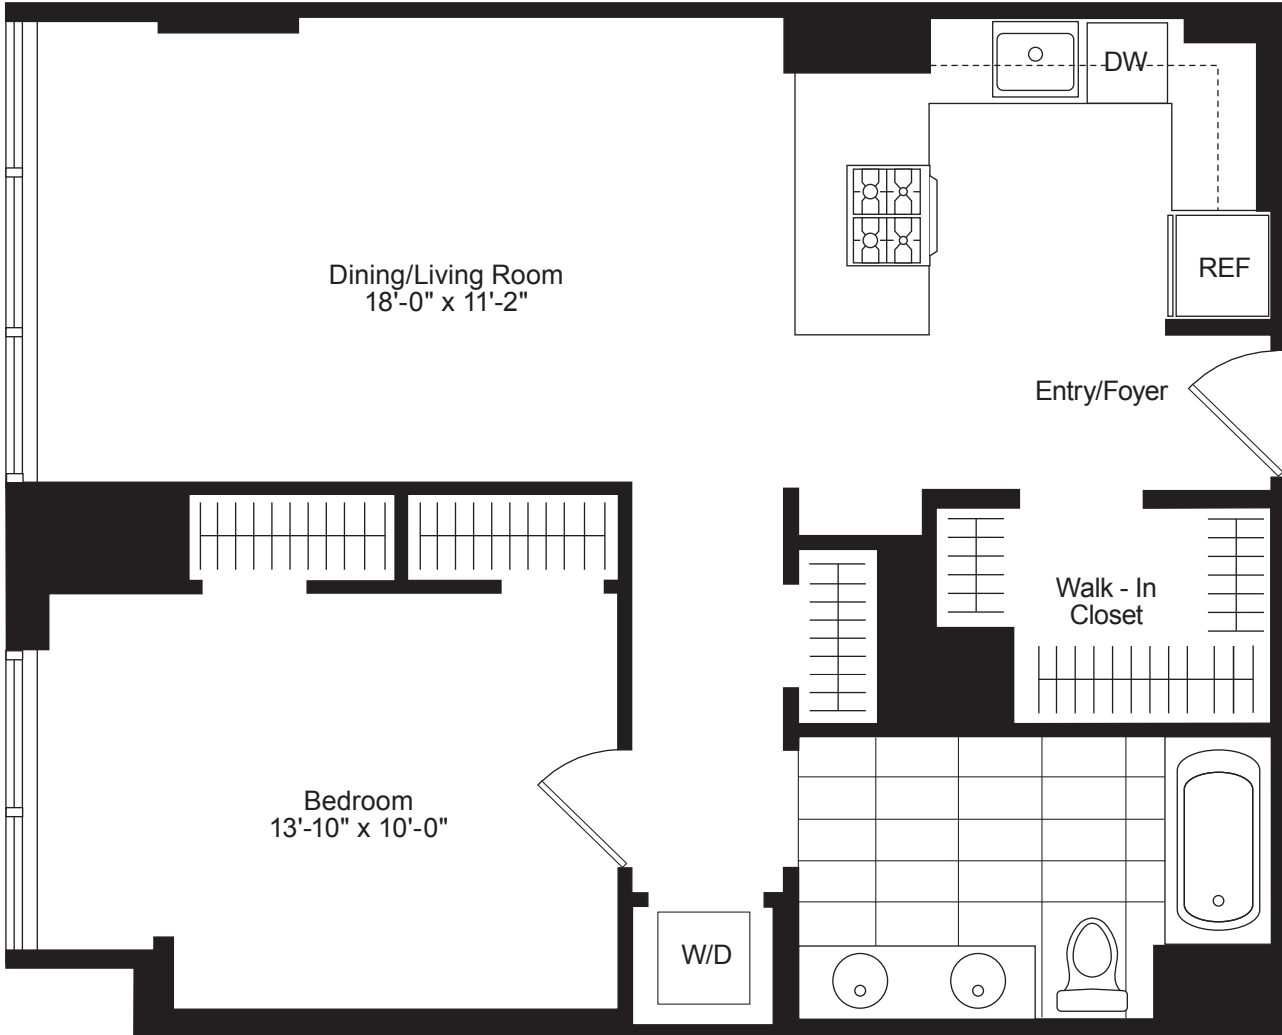 DW
REF
Dining/Living Room
18'-0" x 11'-2"
Entry/Foyer
Walk - In
Closet
Bedroom
13'-10" x 10'-0"
W/D